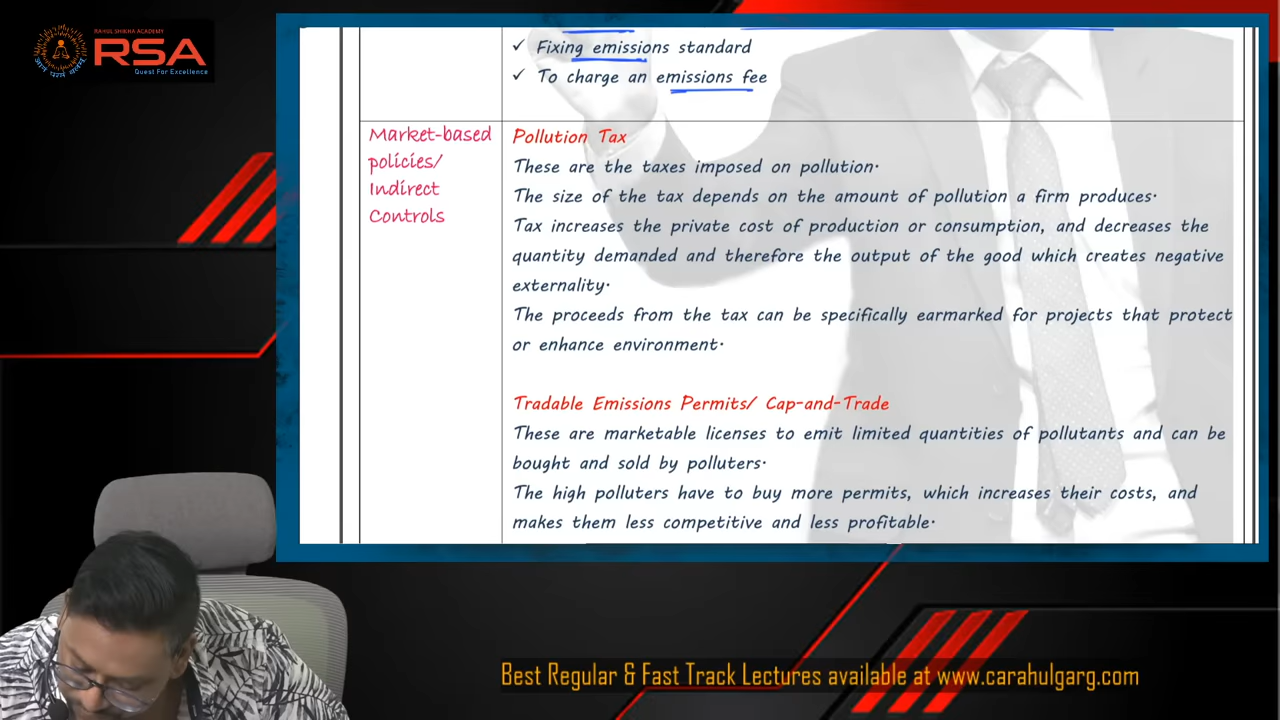 RAHUL SHIKHA ACADEMY
RSA
Quest For Excellence
✓ Fixing emissions standard
✓ To charge an emissions fee
Market-based
policies/
Indirect
Controls
Pollution Tax
These are the taxes imposed on pollution.
The size of the tax depends on the amount of pollution a firm produces.
Tax increases the private cost of production or consumption, and decreases the
quantity demanded and therefore the output of the good which creates negative
externality.
The proceeds from the tax can be specifically earmarked for projects that protect
or enhance environment.
Tradable Emissions Permits/ Cap-and-Trade
These are marketable licenses to emit limited quantities of pollutants and can be
bought and sold by polluters.
The high polluters have to buy more permits, which increases their costs, and
makes them less competitive and less profitable.
Best Regular & Fast Track Lectures available at www.carahulgarg.com